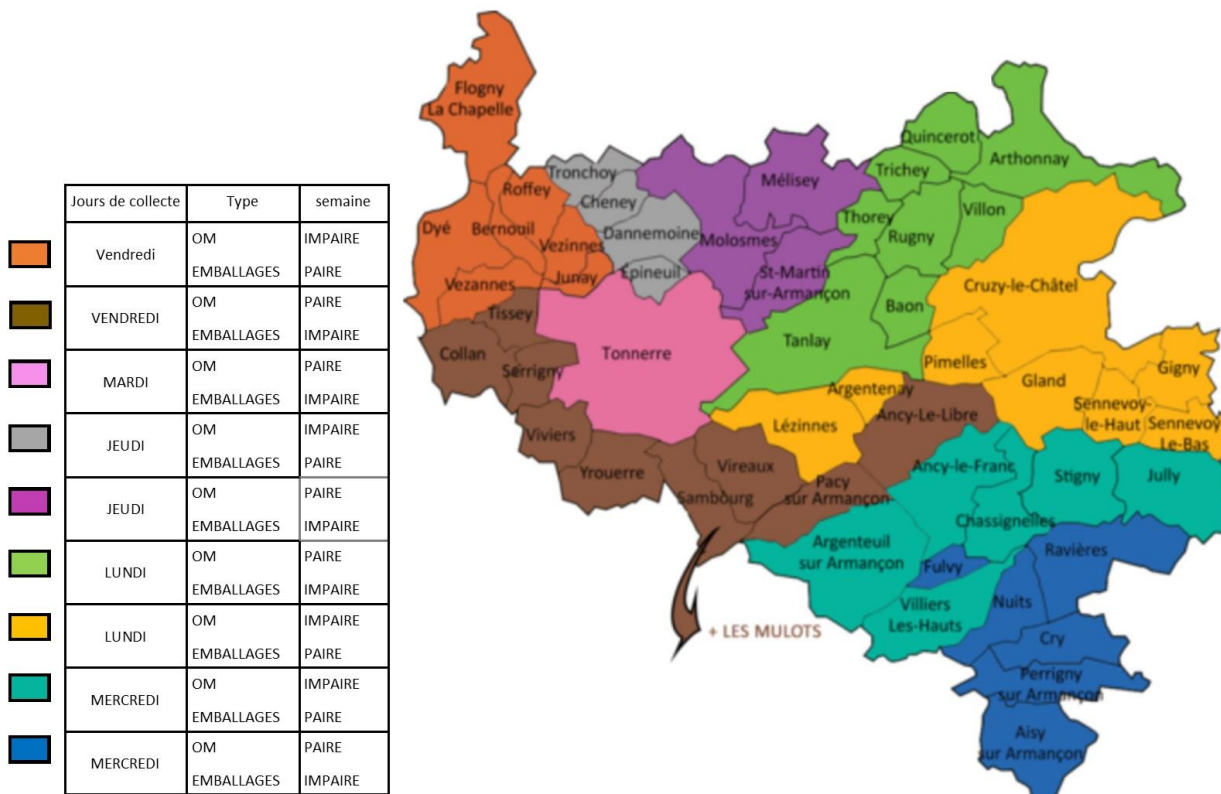 Jours de collecte Type semaine
Vendredi
OM IMPAIRE
EMBALLAGES PAIRE
VENDREDI
OM PAIRE
EMBALLAGES IMPAIRE
MARDI
OM PAIRE
EMBALLAGES IMPAIRE
JEUDI
OM IMPAIRE
EMBALLAGES PAIRE
JEUDI
OM PAIRE
EMBALLAGES IMPAIRE
LUNDI
OM PAIRE
EMBALLAGES IMPAIRE
LUNDI
OM IMPAIRE
EMBALLAGES PAIRE
MERCREDI
OM IMPAIRE
EMBALLAGES PAIRE
MERCREDI
OM PAIRE
EMBALLAGES IMPAIRE
Flogny
La Chapelle
Quincerot
Arthonnay
Tronchoy
Trichey
Mélisey
Roffey
Cheney
Thorey
Villon
Dyé
Bernouil
Dannemoine
Rugny
Vezinnes
Molosmes
Junay
Epineuil
St-Martin
sur-Armançon
Vezannes
Cruzy-le-Châtel
Baon
Tissey
Tanlay
Collan
Tonnerre
Serrigny
Pimelles
Gigny
Argentenay
Gland
Ancy-Le-Libre
Sennevoy
le-Haut
Lézinnes
Sennevoy
Le-Bas
Viviers
Yrouerre
Vireaux
Ancy-le-Franc
Stigny
Jully
Sambourg
Pacy
sur Armançon
Chassignelles
Argenteuil
sur Armançon
Ravières
Fulvy
Villiers
Les-Hauts
Nuits
+ LES MULOTS
Cry
Perrigny
sur Armançon
Aisy
sur Armançon